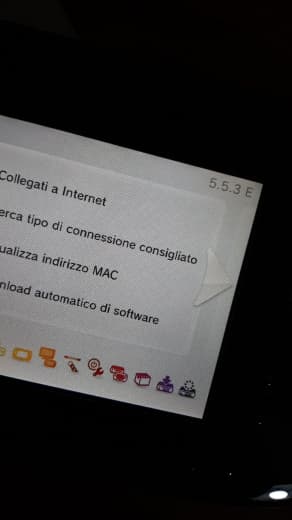 5.5.3 E
Collegati a Internet
erca tipo di connessione consigliato
ualizza indirizzo MAC
nload automatico di software